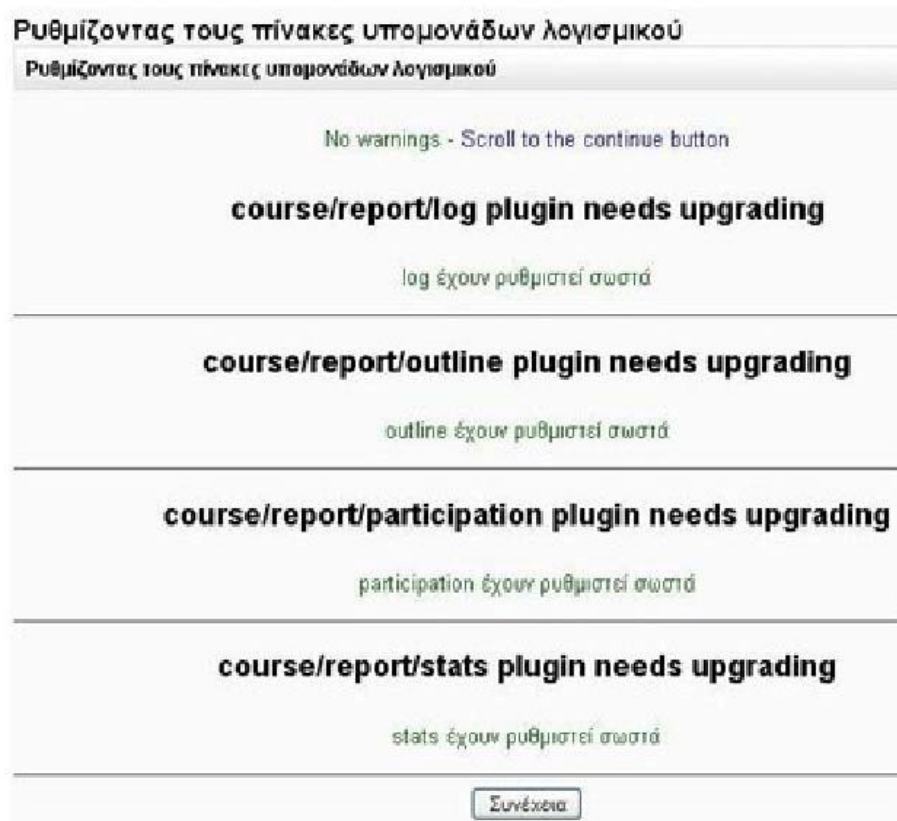 Ρυθμίζοντας τους πίνακες υπομονάδων λογισμικού
Ρυθμίζοντας τους πίνακες υπομονάδων λογισμικού
No warnings - Scroll to the continue button
course/report/log plugin needs upgrading
log έχουν ρυθμιστεί σωστά
course/report/outline plugin needs upgrading
outline έχουν ρυθμιστεί σωστά
course/report/participation plugin needs upgrading
participation έχουν ρυθμιστεί σωστά
course/report/stats plugin needs upgrading
stats έχουν ρυθμιστεί σωστά
Συνέχεια